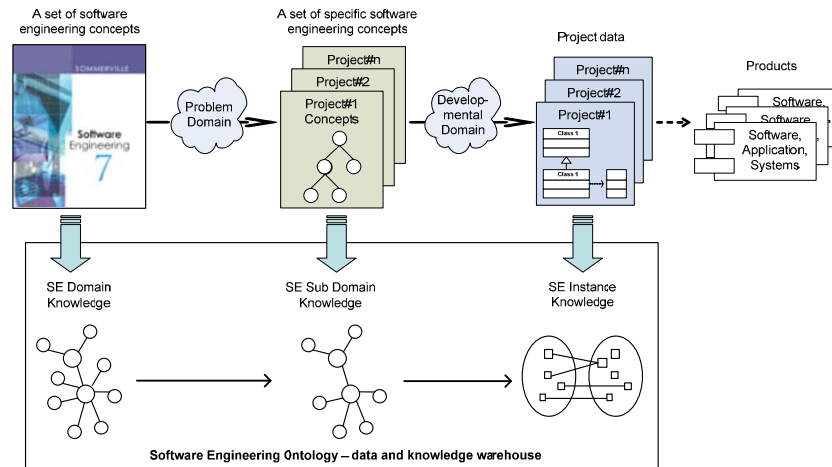 A set of software
engineering concepts
A set of specific software
engineering concepts
Project data
Products
SOMMERVILLE
Software
Engineering
7
Problem
Domain
Project#n
Project#2
Project#1
Concepts
Develop-
mental
Domain
Project#n
Project#2
Project#1
Class 1
Class 1
Software,
Software,
Software,
Application,
Systems
SE Domain
Knowledge
SE Sub Domain
Knowledge
SE Instance
Knowledge
Software Engineering Ontology – data and knowledge warehouse